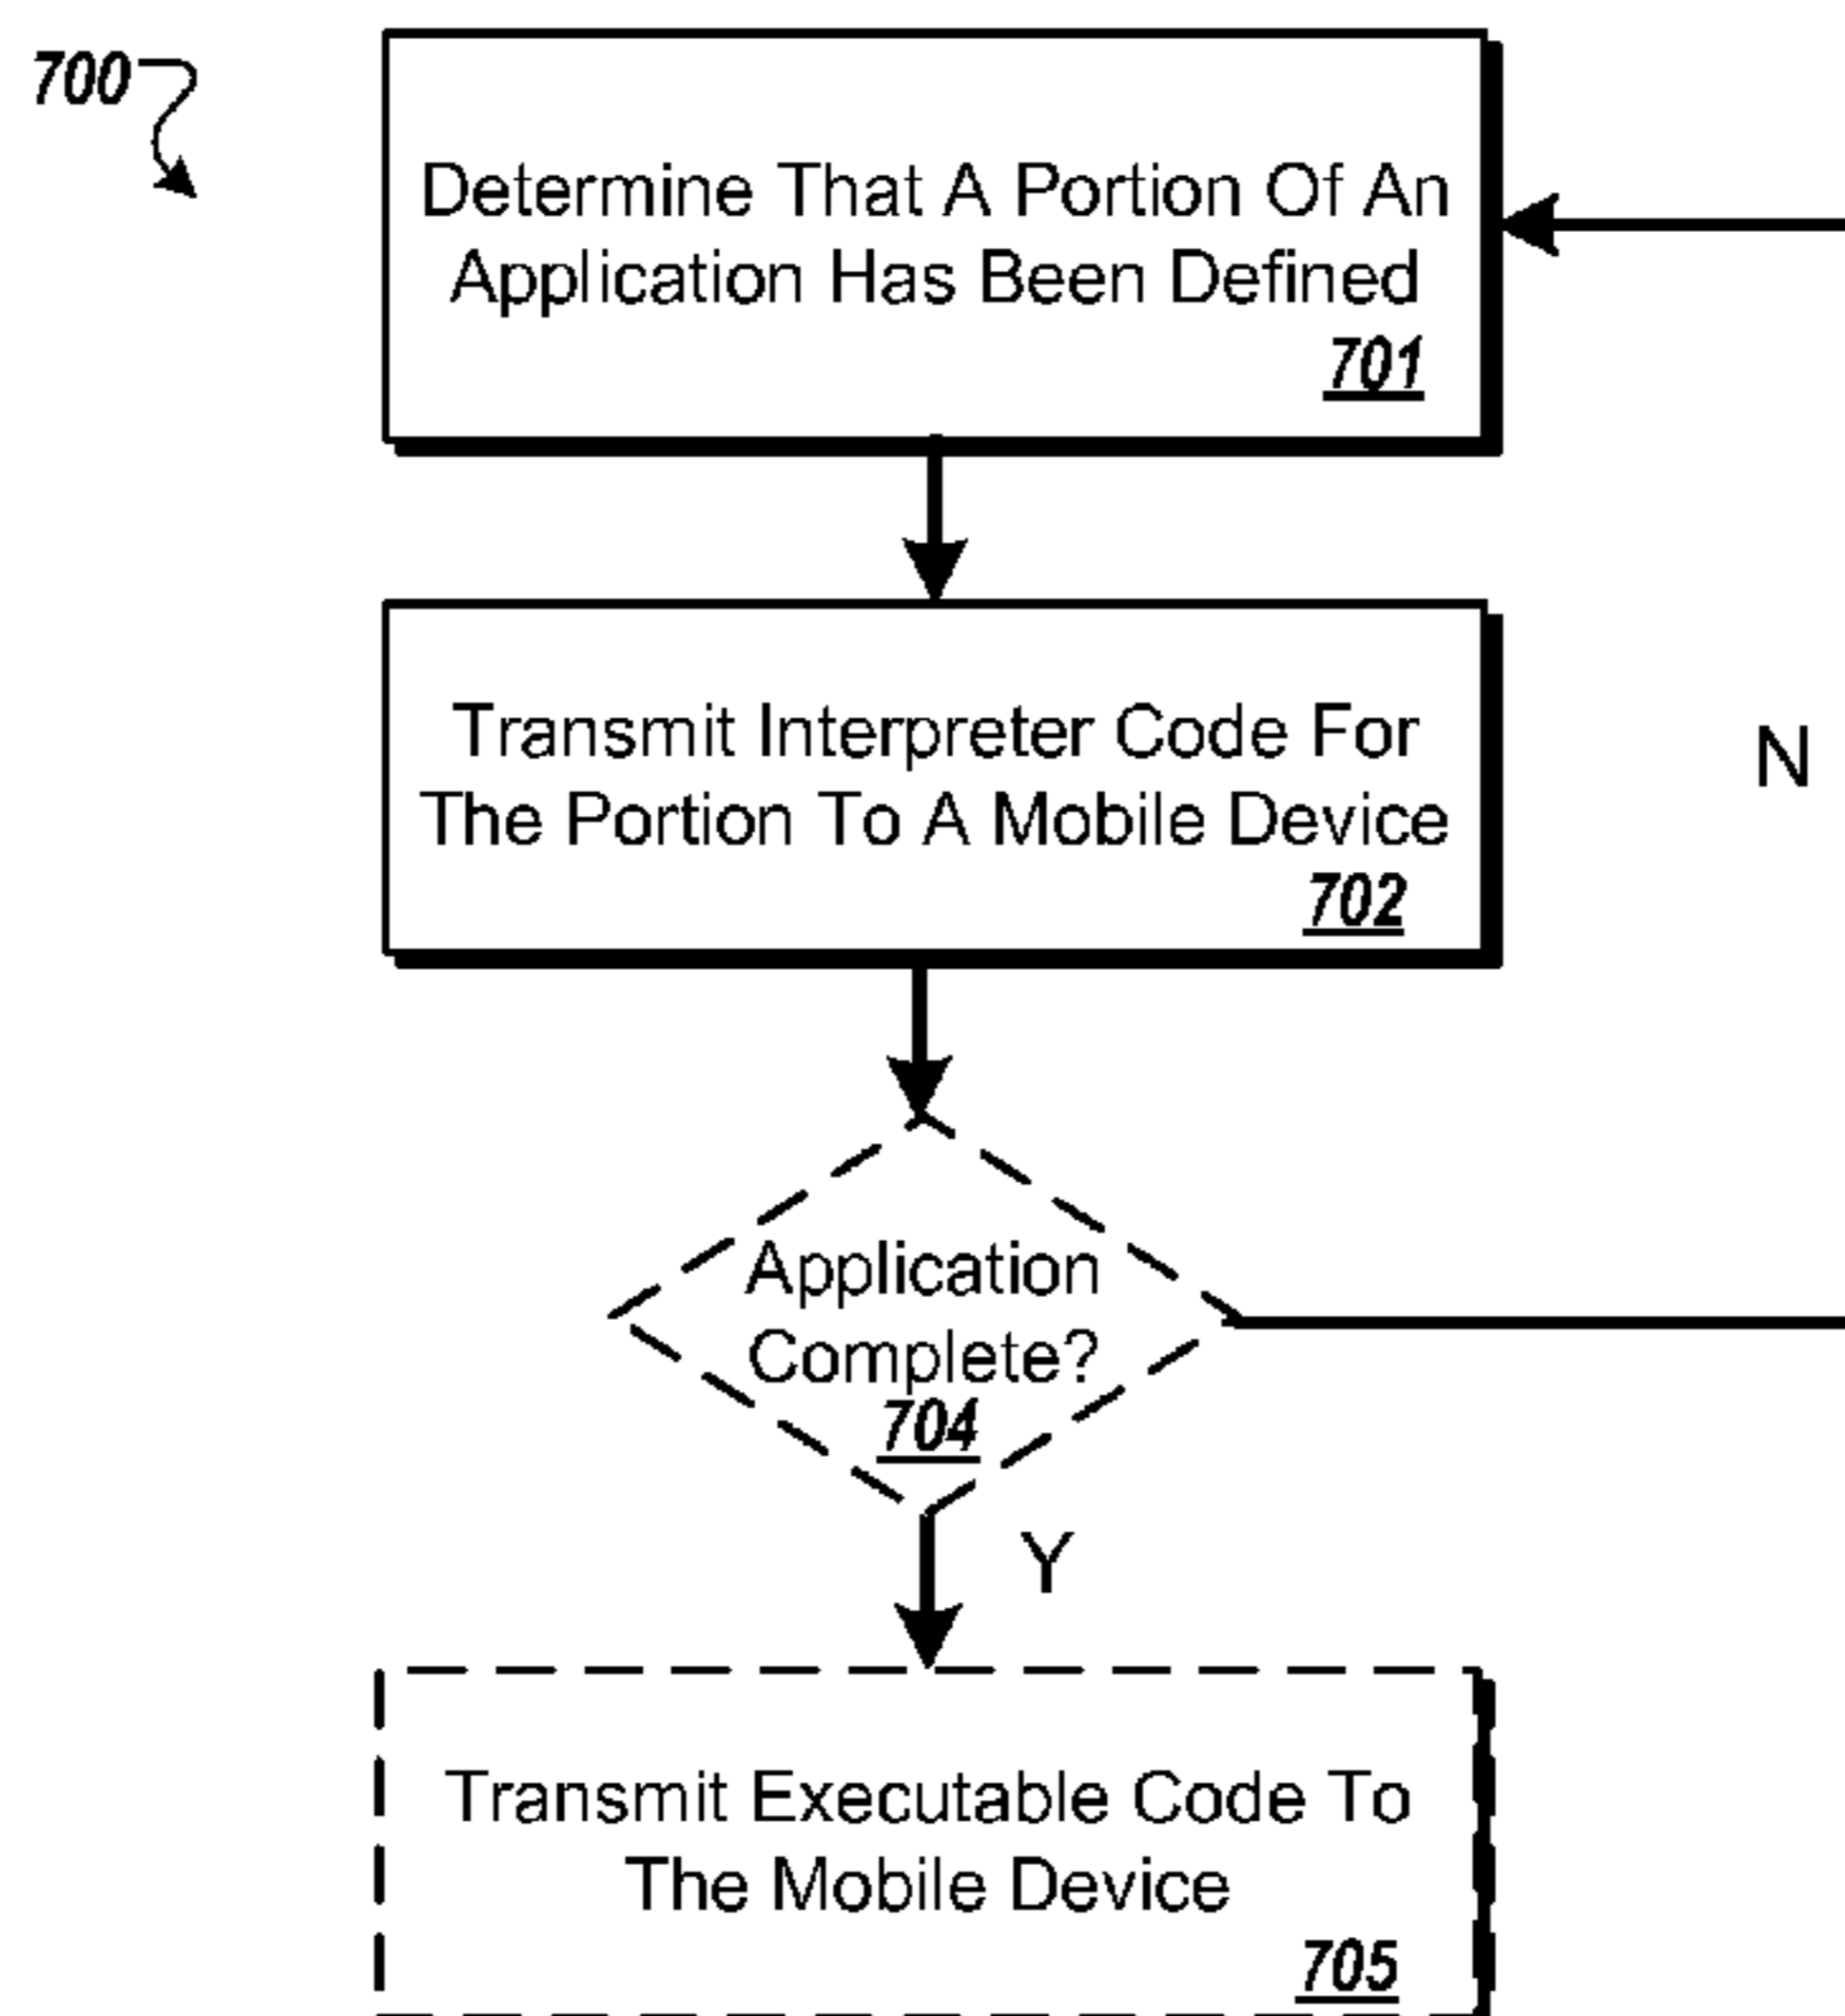 700
Determine That A Portion Of An
Application Has Been Defined
701
Transmit Interpreter Code For
The Portion To A Mobile Device
702
N
Application
Complete?
704
Y
Transmit Executable Code To
The Mobile Device
705